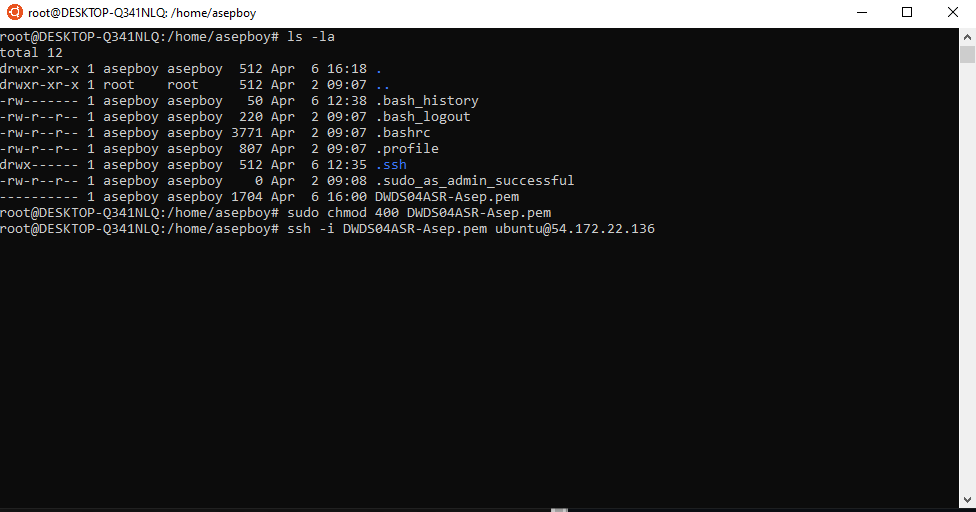 root@DESKTOP-Q341NLQ: /home/asepboy
root@DESKTOP-Q341NLQ:/home/asepboy# ls -la
total 12
drwxr-xr-x 1 asepboy asepboy  512 Apr  6 16:18 .
drwxr-xr-x 1 root    root     512 Apr  2 09:07 ..
-rw------- 1 asepboy asepboy   50 Apr  6 12:38 .bash_history
-rw-r--r-- 1 asepboy asepboy  220 Apr  2 09:07 .bash_logout
-rw-r--r-- 1 asepboy asepboy 3771 Apr  2 09:07 .bashrc
-rw-r--r-- 1 asepboy asepboy  807 Apr  2 09:07 .profile
drwx------ 1 asepboy asepboy  512 Apr  6 12:35 .ssh
-rw-r--r-- 1 asepboy asepboy    0 Apr  2 09:08 .sudo_as_admin_successful
---------- 1 asepboy asepboy 1704 Apr  6 16:00 DWDS04ASR-Asep.pem
root@DESKTOP-Q341NLQ:/home/asepboy# sudo chmod 400 DWDS04ASR-Asep.pem
root@DESKTOP-Q341NLQ:/home/asepboy# ssh -i DWDS04ASR-Asep.pem ubuntu@54.172.22.136